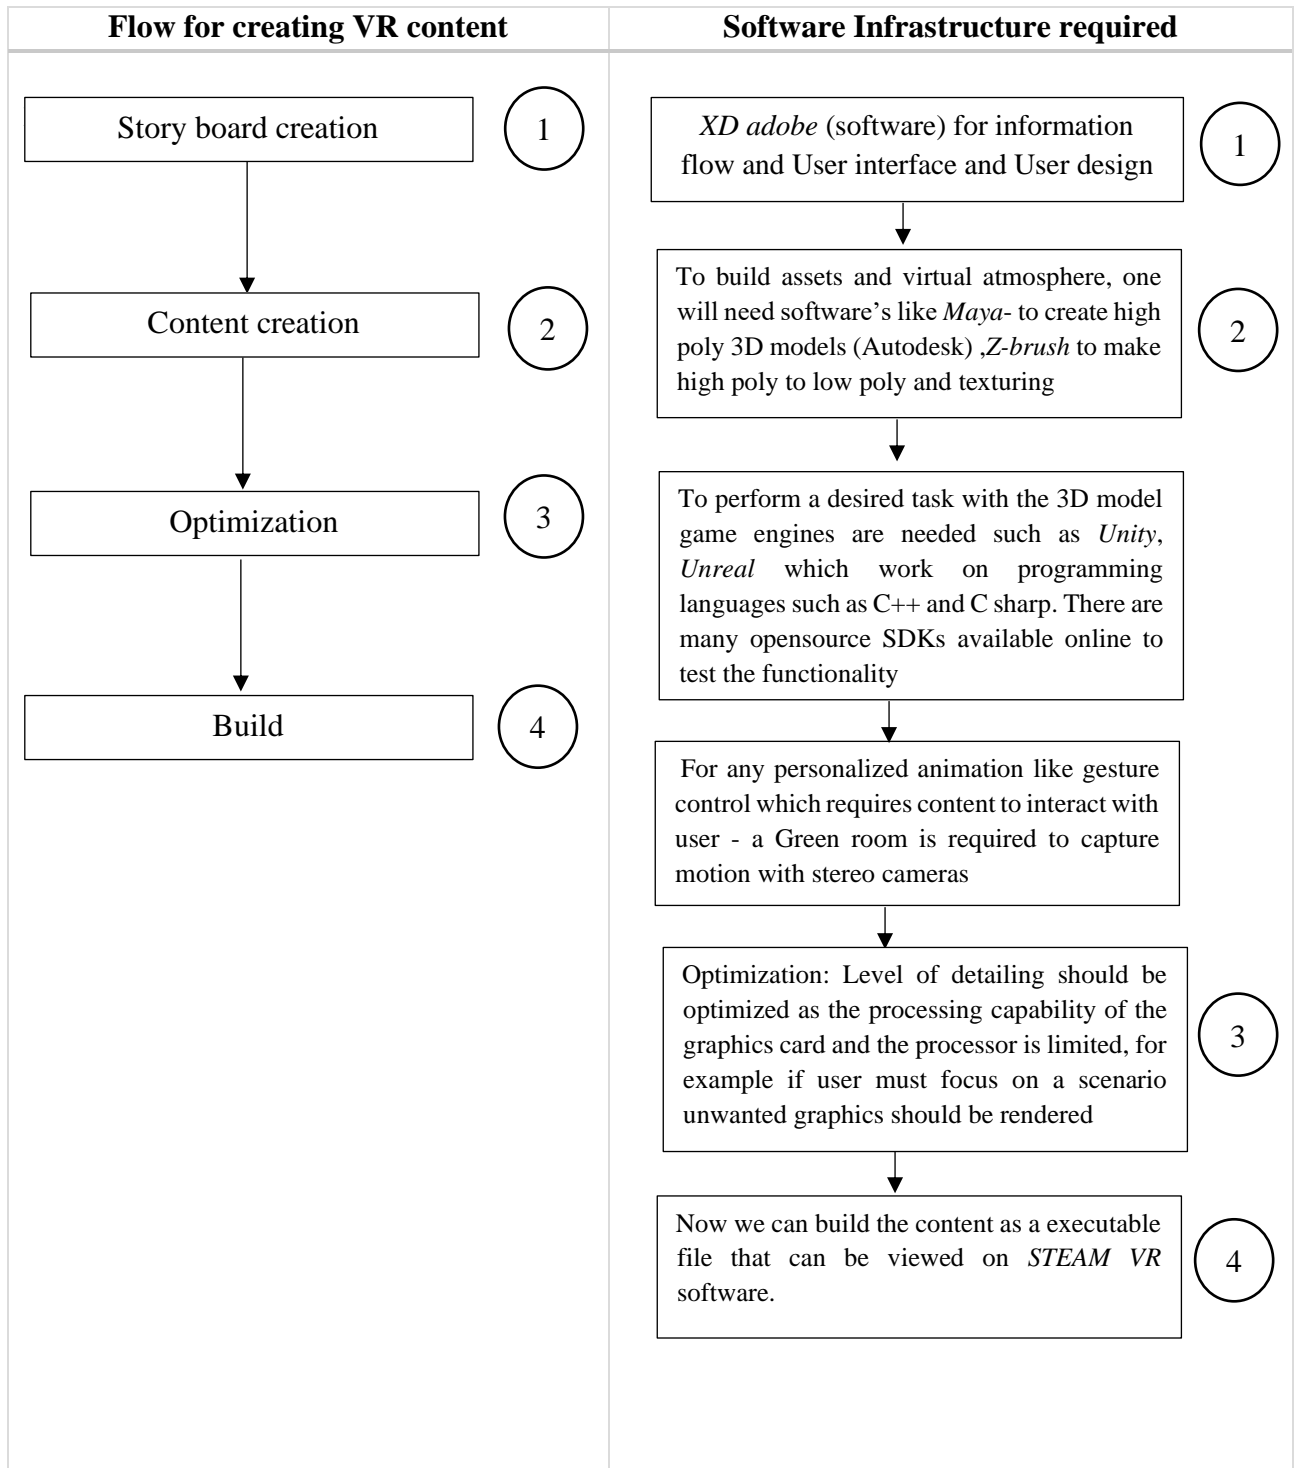 Flow for creating VR content
Software Infrastructure required
Story board creation
1
Content creation
2
Optimization
3
Build
4
XD adobe (software) for information
flow and User interface and User design
1
To build assets and virtual atmosphere, one
will need software's like Maya- to create high
poly 3D models (Autodesk) ,Z-brush to make
high poly to low poly and texturing
2
To perform a desired task with the 3D model
game engines are needed such as Unity,
Unreal which work on programming
languages such as C++ and C sharp. There are
many opensource SDKs available online to
test the functionality
For any personalized animation like gesture
control which requires content to interact with
user - a Green room is required to capture
motion with stereo cameras
Optimization: Level of detailing should be
optimized as the processing capability of the
graphics card and the processor is limited, for
example if user must focus on a scenario
unwanted graphics should be rendered
3
Now we can build the content as a executable
file that can be viewed on STEAM VR
software.
4